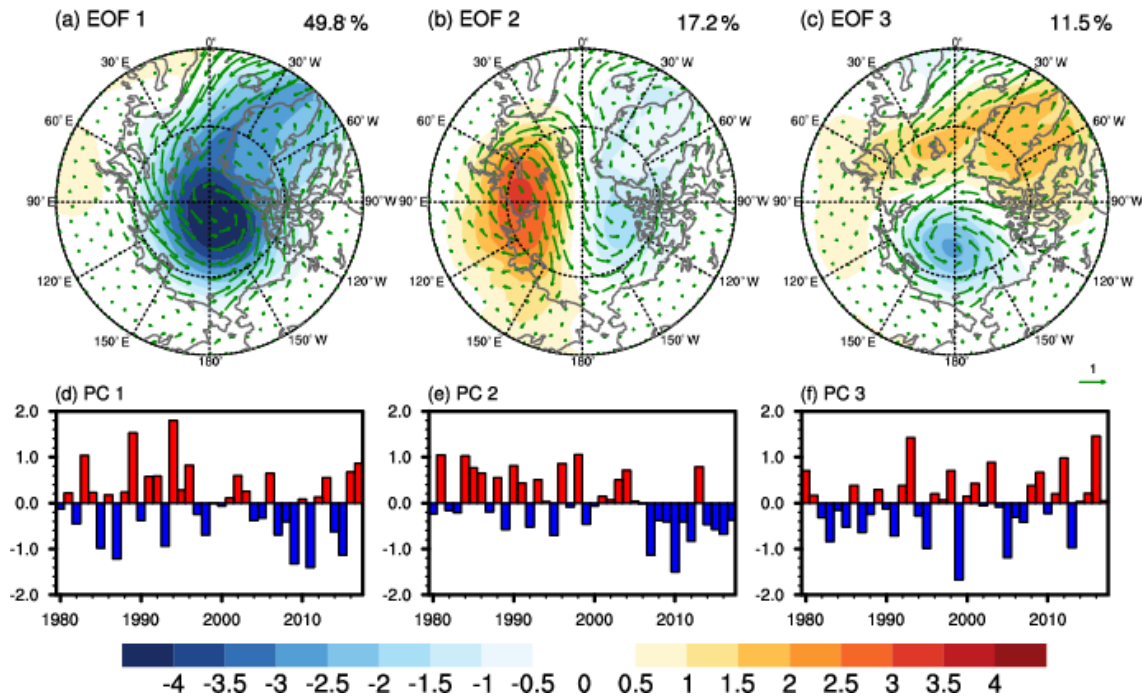 (a) EOF 1 49.8 % (b) EOF 2 17.2 % (c) EOF 3 11.5 %
0° 0° 0°
30° W 30° W 30° W 30° W 30° W 30° W
60° E 60° W 60° E 60° W 60° E 60° W
90° E 90° W 90° E 90° W 90° E 90° W
120° E 120° W 120° E 120° W 120° E 120° W
150° E 150° W 150° E 150° W 150° E 150° W
180° 180° 180°
1
(d) PC 1 (e) PC 2 (f) PC 3
2.0 2.0 2.0
1.0 1.0 1.0
0.0 0.0 0.0
-1.0 -1.0 -1.0
-2.0 -2.0 -2.0
1980 1990 2000 2010 1980 1990 2000 2010 1980 1990 2000 2010
-4 -3.5 -3 -2.5 -2 -1.5 -1 -0.5 0 0.5 1 1.5 2 2.5 3 3.5 4